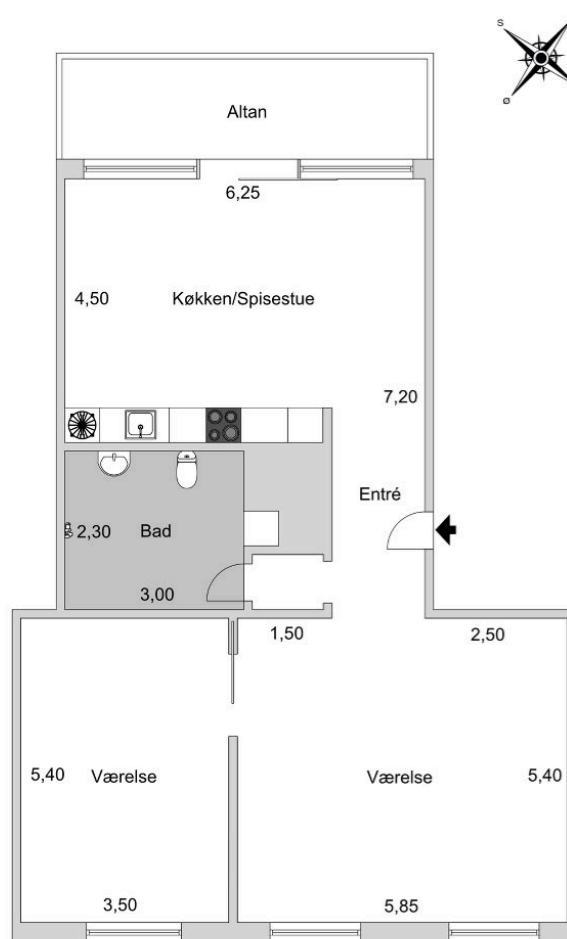 S
Ø
Altan
6,25
4,50
Køkken/Spisestue
7,20
Entré
2,30
Bad
3,00
1,50
2,50
5,40
Værelse
Værelse
5,40
3,50
5,85